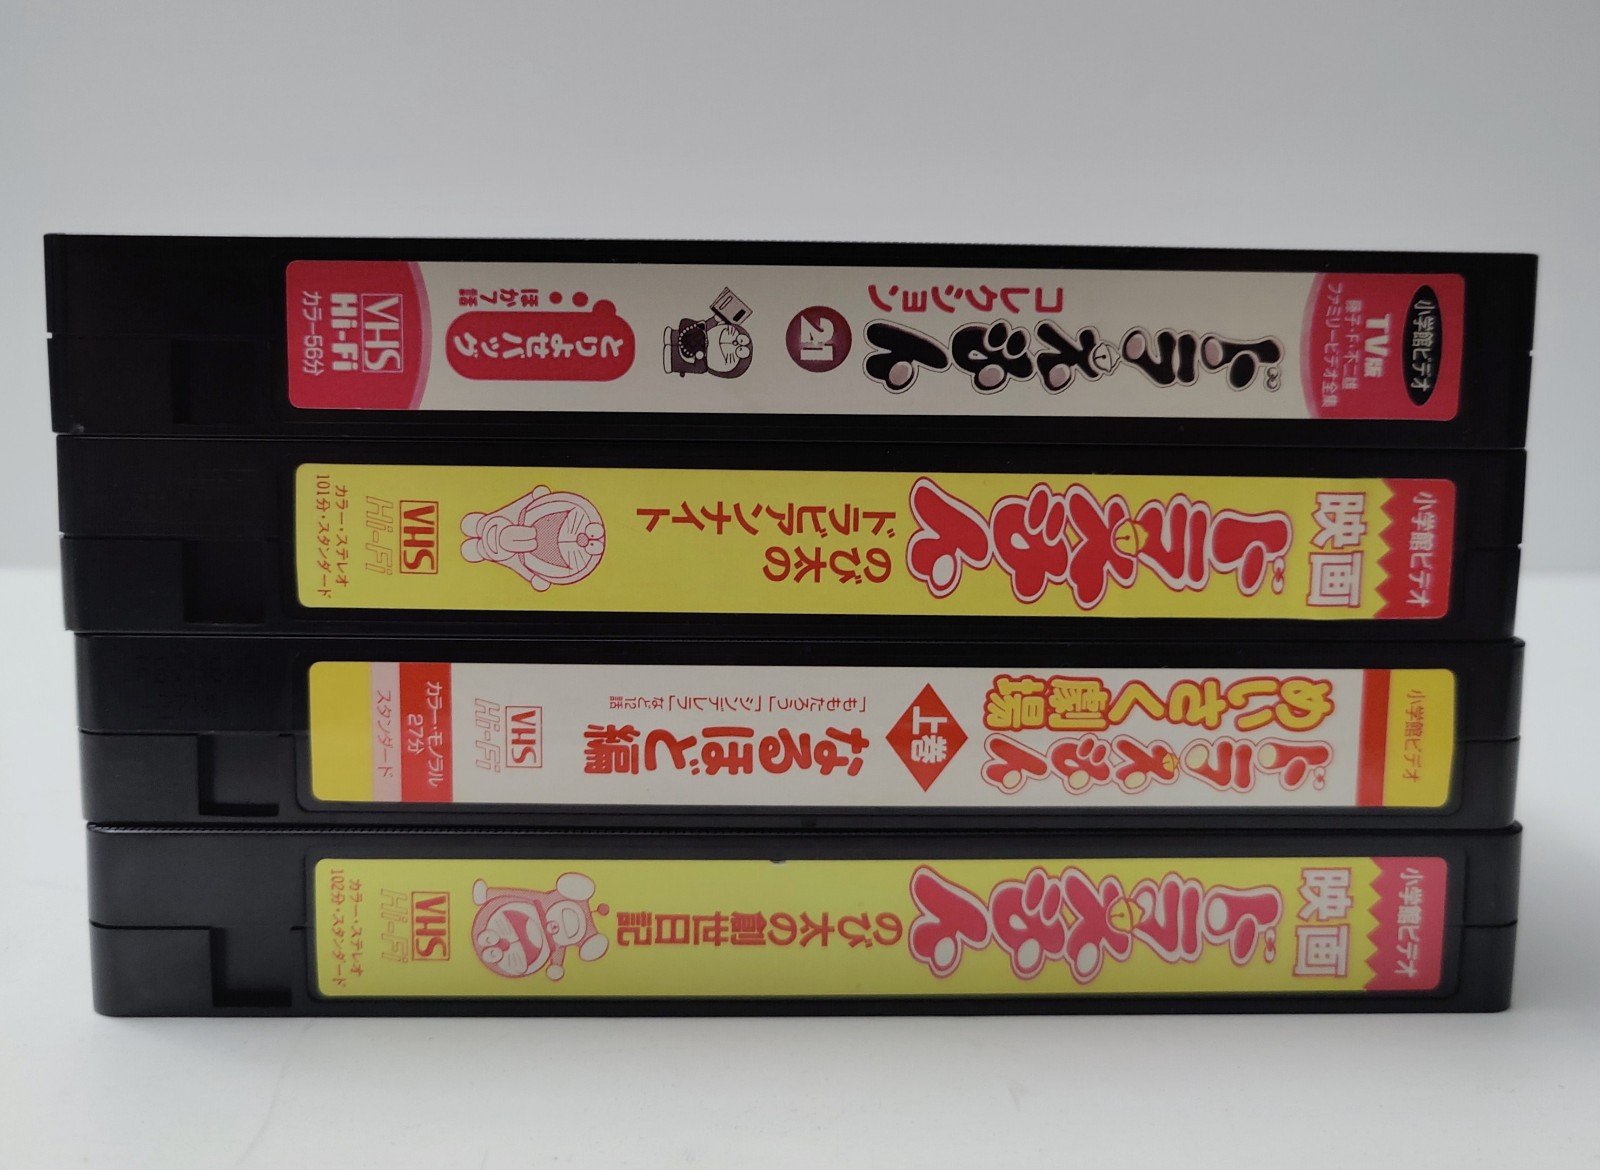 小学館ビデオ
TV版
藤子・F・不二雄
ファミリービデオ全集
ドラえもん
コレクション
21
とりよせバッグ
ほか7話
VHS
Hi-Fi
カラー56分
小学館ビデオ
映画
ドラえもん
のび太の
ドラビアンナイト
VHS
Hi-Fi
カラー・ステレオ
101分・スタンダード
小学館ビデオ
ドラえもん
めいさく劇場
上巻
なるほど編
「ももたろう」「シンデレラ」など12話
VHS
Hi-Fi
カラー・モノラル
27分
スタンダード
小学館ビデオ
映画
ドラえもん
のび太の創世日記
VHS
Hi-Fi
カラー・ステレオ
102分・スタンダード